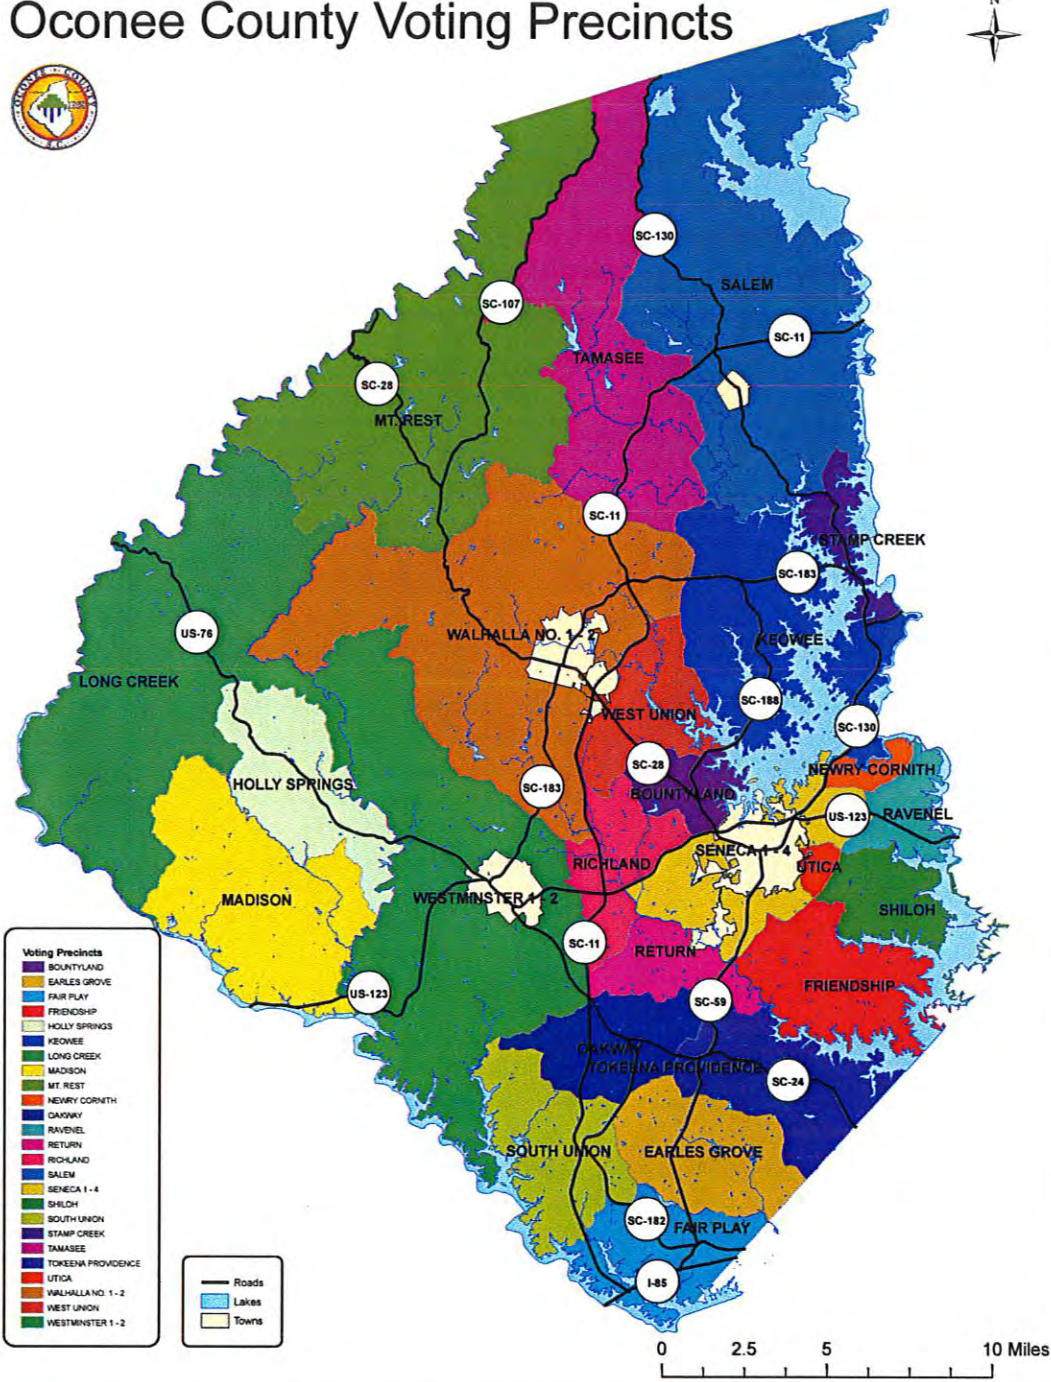 Oconee County Voting Precincts
N
OCONEE COUNTY
S.C.
SC-130
SALEM
SC-107
SC-11
TAMASEE
SC-28
MT. REST
SC-11
STAMP CREEK
SC-183
US-76
WALHALLA NO. 1 - 2
KEOWEE
LONG CREEK
SC-188
WEST UNION
SC-130
SC-28
NEWRY CORNITH
HOLLY SPRINGS
SC-183
BOUNTYLAND
US-123
RAVENEL
SENECA 1 - 4
RICHLAND
UTICA
MADISON
WESTMINSTER 1 - 2
SHILOH
SC-11
RETURN
FRIENDSHIP
US-123
SC-59
OAKWAY
TOKEENA PROVIDENCE
SC-24
SOUTH UNION
EARLES GROVE
SC-182
FAIR PLAY
I-85
Voting Precincts
BOUNTYLAND
EARLES GROVE
FAIR PLAY
FRIENDSHIP
HOLLY SPRINGS
KEOWEE
LONG CREEK
MADISON
MT. REST
NEWRY CORNITH
OAKWAY
RAVENEL
RETURN
RICHLAND
SALEM
SENECA 1 - 4
SHILOH
SOUTH UNION
STAMP CREEK
TAMASEE
TOKEENA PROVIDENCE
UTICA
WALHALLA NO. 1 - 2
WEST UNION
WESTMINSTER 1 - 2
Roads
Lakes
Towns
0 2.5 5 10 Miles